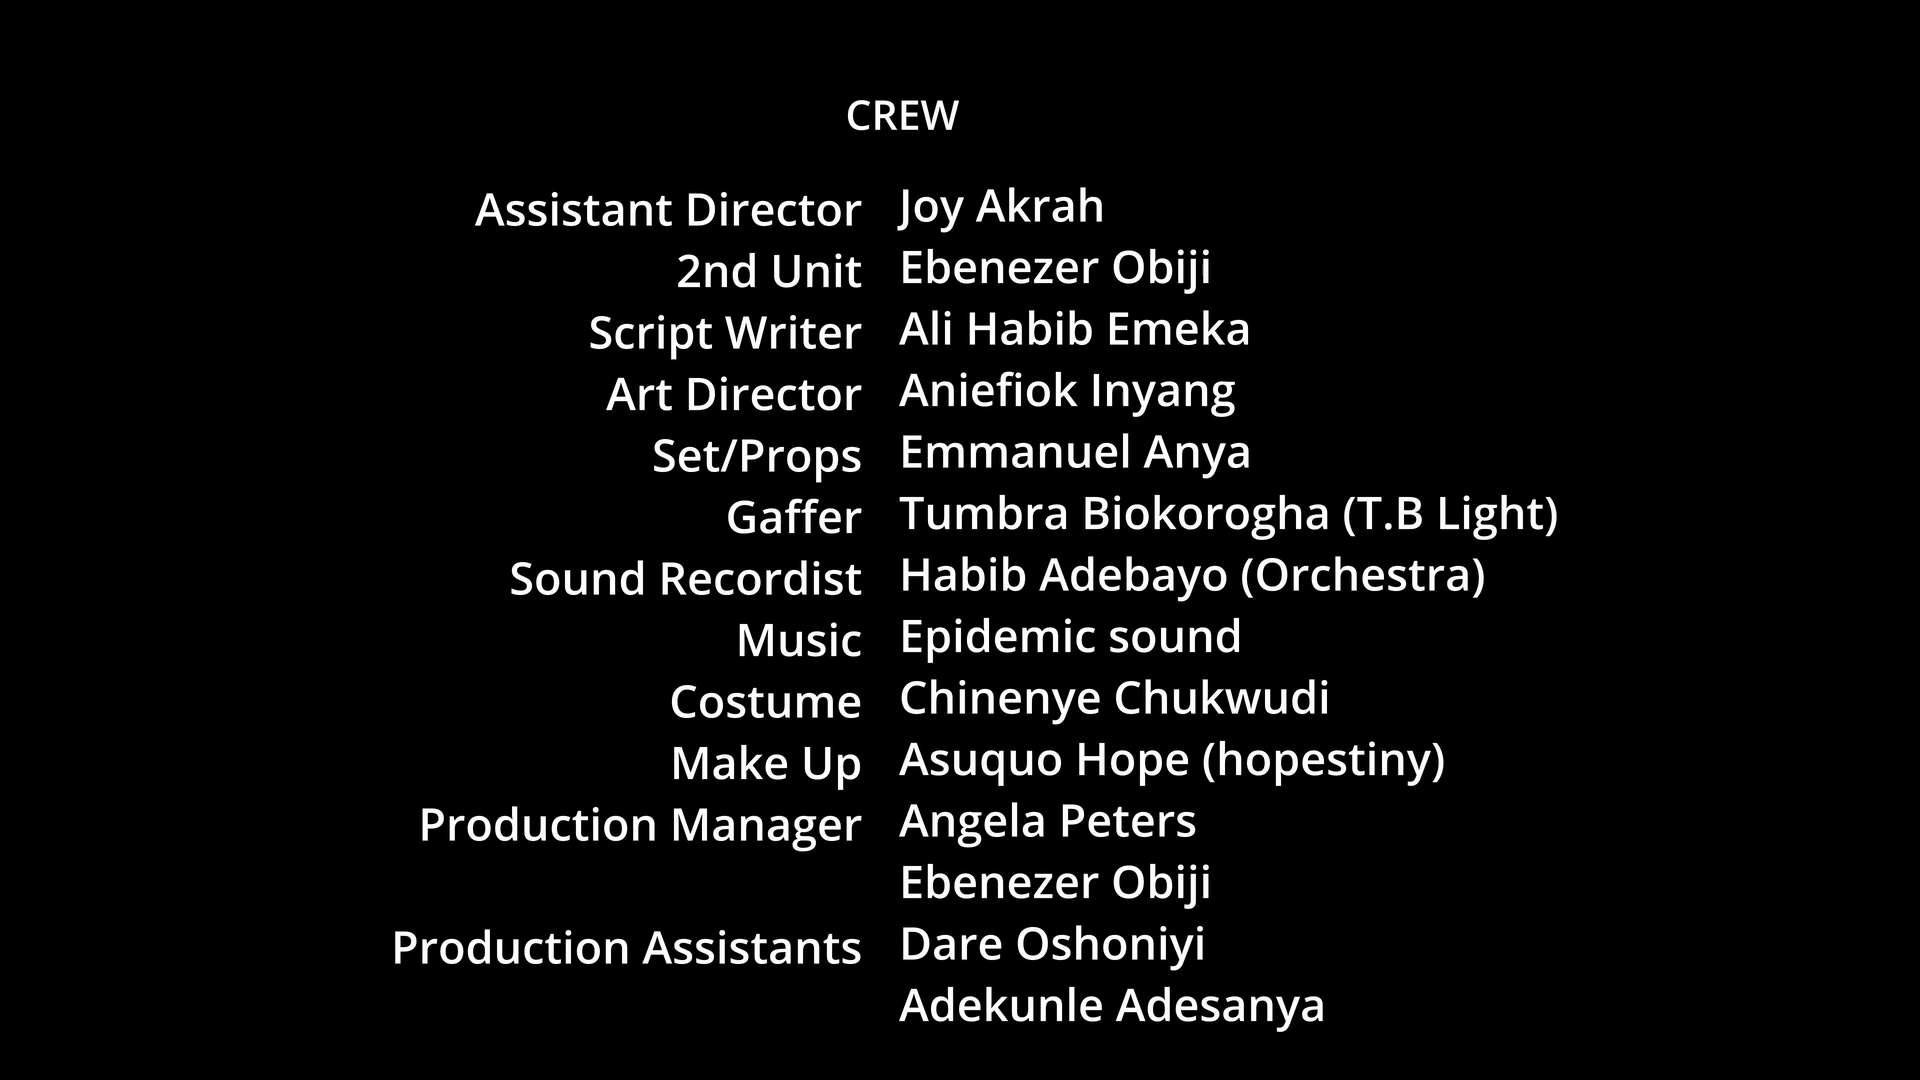 CREW
Assistant Director Joy Akrah
2nd Unit Ebenezer Obiji
Script Writer Ali Habib Emeka
Art Director Aniefiok Inyang
Set/Props Emmanuel Anya
Gaffer Tumbra Biokorogha (T.B Light)
Sound Recordist Habib Adebayo (Orchestra)
Music Epidemic sound
Costume Chinenye Chukwudi
Make Up Asuquo Hope (hopestiny)
Production Manager Angela Peters
Ebenezer Obiji
Production Assistants Dare Oshoniyi
Adekunle Adesanya